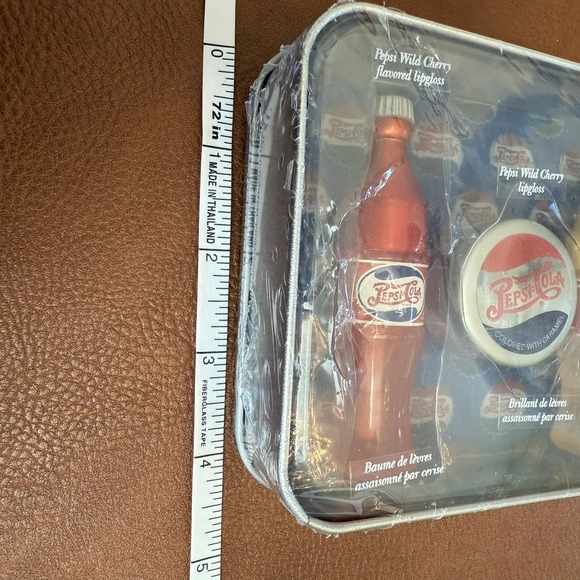 0
72 in
1 MADE IN THAILAND
2
3
FIBERGLASS TAPE
4
5
Pepsi Wild Cherry
flavored lipgloss
PEPSI-COLA
Baume de lèvres
assaisonné par cerise
Pepsi Wild Cherry
lipgloss
PEPSI-COLA
COLORED WITH CARAMEL
Brillant de lèvres
assaisonné par cerise